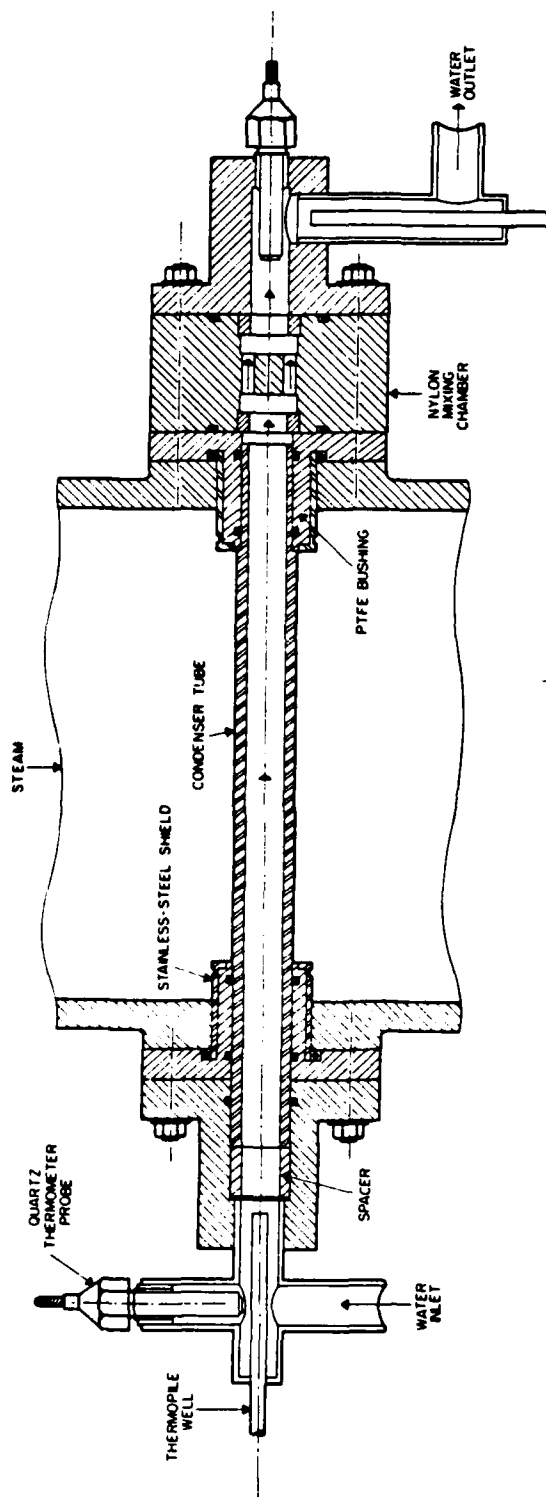 STEAM
QUARTZ
THERMOMETER
PROBE
STAINLESS-STEEL SHIELD
CONDENSER TUBE
WATER
OUTLET
THERMOPILE
WELL
WATER
INLET
SPACER
PTFE BUSHING
NYLON
MIXING
CHAMBER